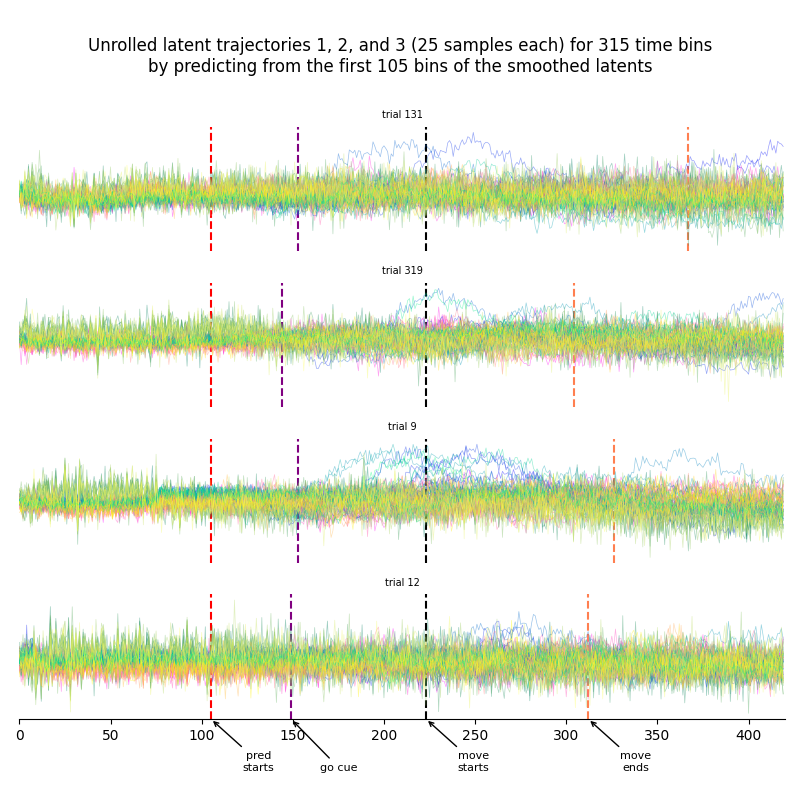 Unrolled latent trajectories 1, 2, and 3 (25 samples each) for 315 time bins
by predicting from the first 105 bins of the smoothed latents
trial 131
trial 319
trial 9
trial 12
0 50 100 150 200 250 300 350 400
pred
starts
go cue
move
starts
move
ends